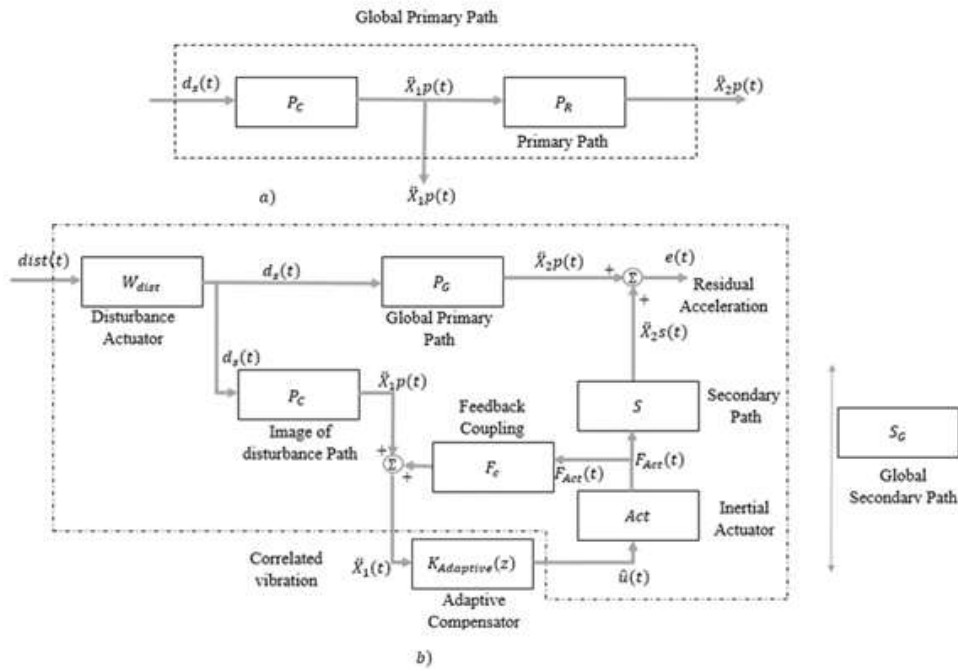 Global Primary Path
d_s(t)
P_C
Ẍ_1p(t)
P_R
Ẍ_2p(t)
Primary Path
Ẍ_1p(t)
a)
dist(t)
W_dist
d_s(t)
P_G
Ẍ_2p(t)
+
Σ
e(t)
Disturbance
Actuator
Global Primary
Path
+
Residual
Acceleration
Ẍ_2s(t)
d_s(t)
P_C
Ẍ_1p(t)
S
Secondary
Path
Image of
disturbance Path
Feedback
Coupling
S_G
+
Σ
+
F_c
F_Act(t)
F_Act(t)
Global
Secondary Path
Act
Inertial
Actuator
Correlated
vibration
Ẍ_1(t)
K_Adaptive(z)
û(t)
Adaptive
Compensator
b)